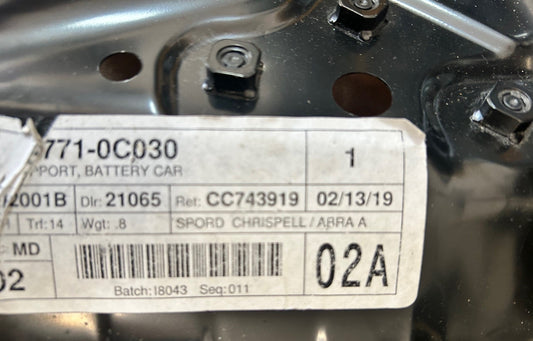 771-0C030 1
PPORT, BATTERY CAR
2001B Dlr: 21065 Ref: CC743919 02/13/19
Trf: 14 Wgt: .8 SPORD CHRISPELL / ABRA A
: MD
02 02A
Batch: I8043 Seq: 011